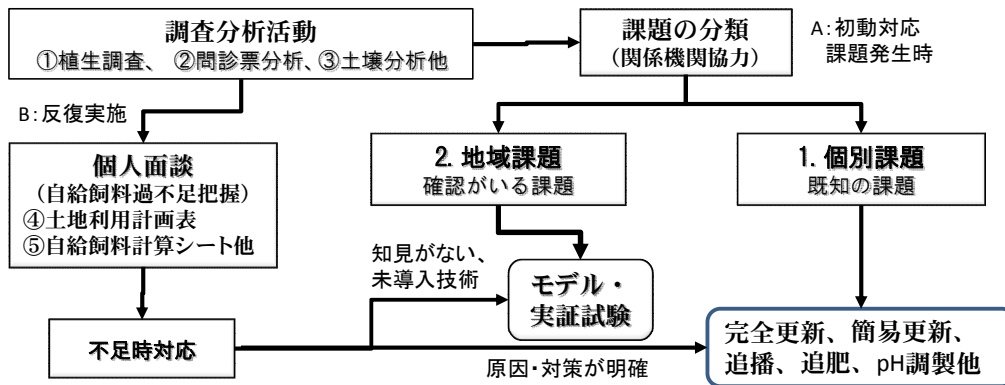 調査分析活動
①植生調査、 ②問診票分析、③土壌分析他
課題の分類
(関係機関協力)
A：初動対応
課題発生時
B：反復実施
個人面談
(自給飼料過不足把握)
④土地利用計画表
⑤自給飼料計算シート他
2. 地域課題
確認がいる課題
1. 個別課題
既知の課題
知見がない、
未導入技術
モデル・
実証試験
不足時対応
原因・対策が明確
完全更新、簡易更新、
追播、追肥、pH調製他